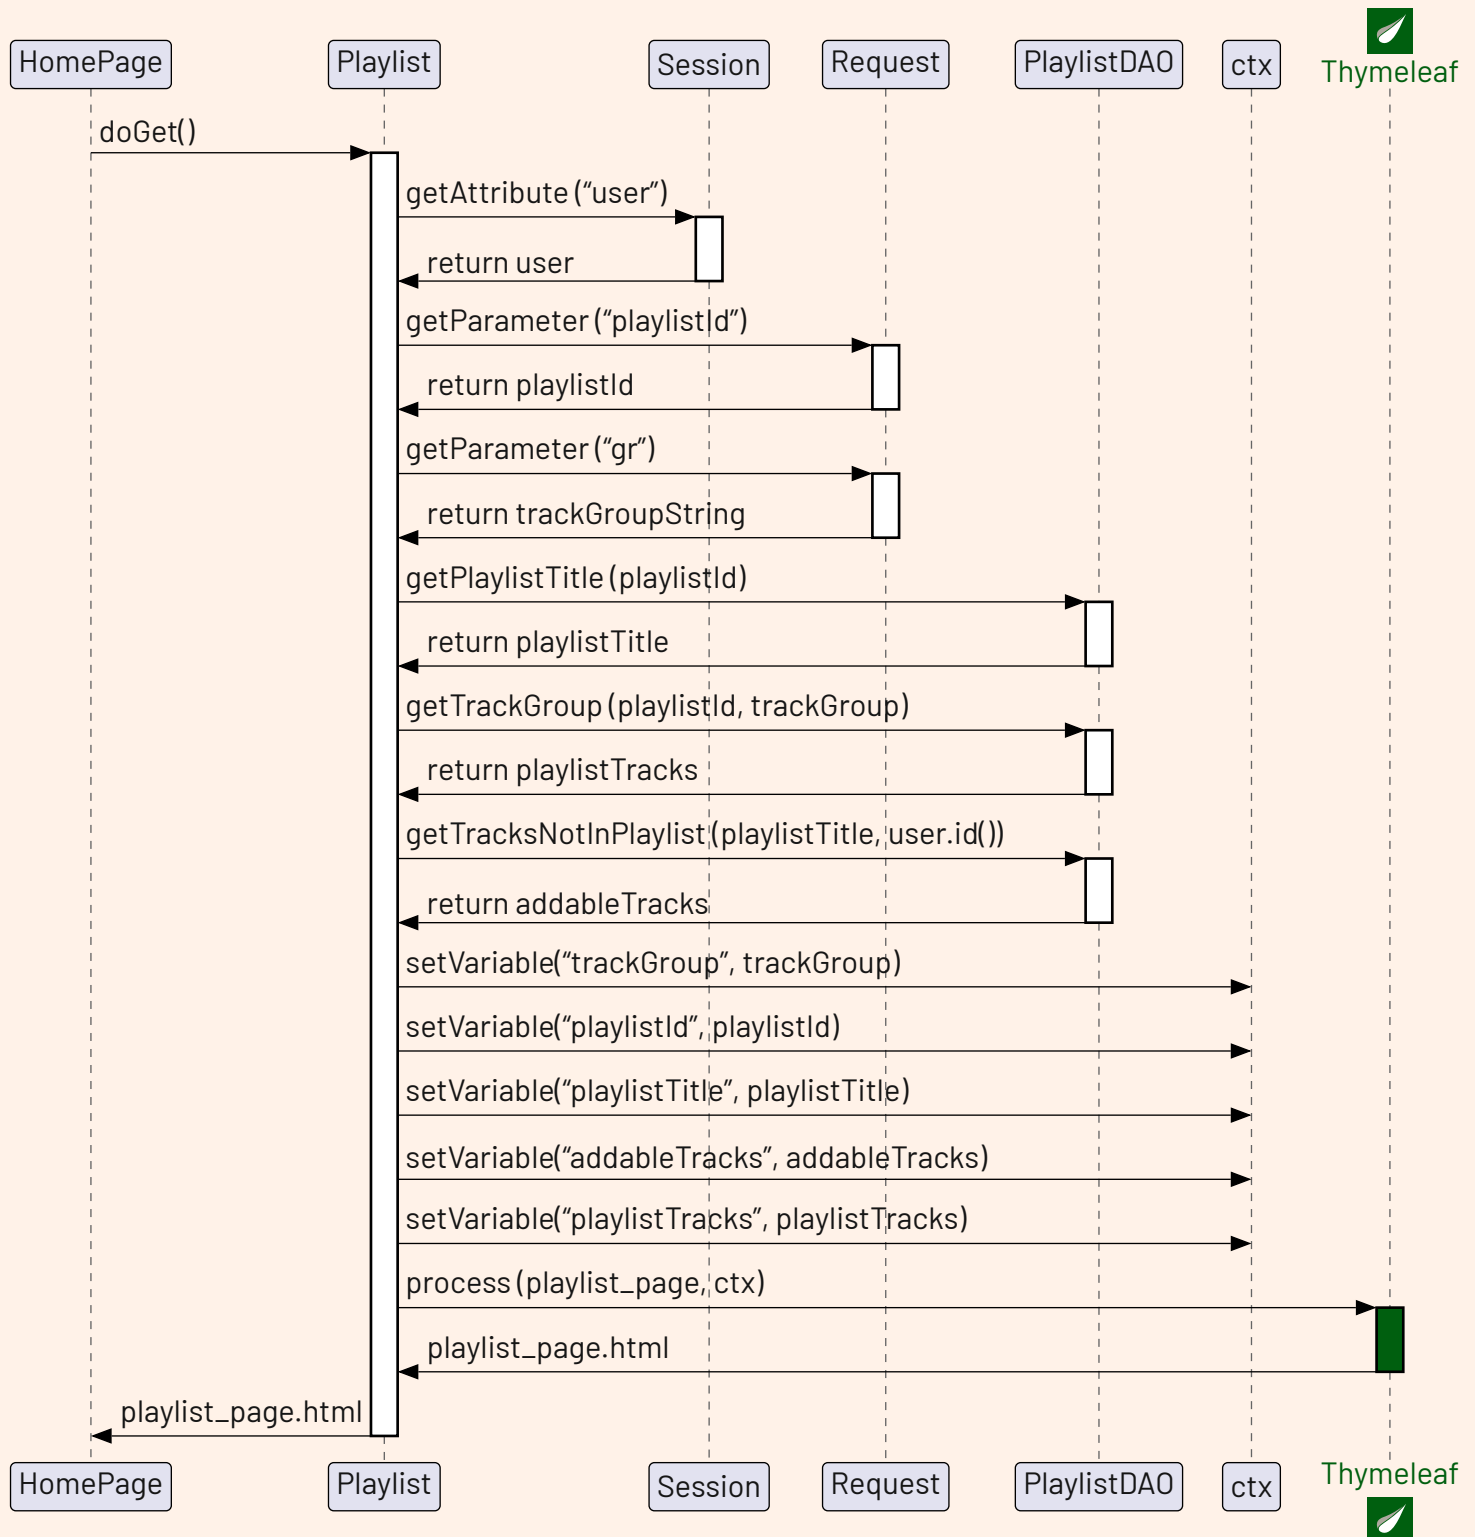 HomePage Playlist Session Request PlaylistDAO ctx Thymeleaf
doGet()
getAttribute (“user”)
return user
getParameter (“playlistId”)
return playlistId
getParameter (“gr”)
return trackGroupString
getPlaylistTitle (playlistId)
return playlistTitle
getTrackGroup (playlistId, trackGroup)
return playlistTracks
getTracksNotInPlaylist (playlistTitle, user.id())
return addableTracks
setVariable(“trackGroup”, trackGroup)
setVariable(“playlistId”, playlistId)
setVariable(“playlistTitle”, playlistTitle)
setVariable(“addableTracks”, addableTracks)
setVariable(“playlistTracks”, playlistTracks)
process (playlist_page, ctx)
playlist_page.html
playlist_page.html
HomePage Playlist Session Request PlaylistDAO ctx Thymeleaf